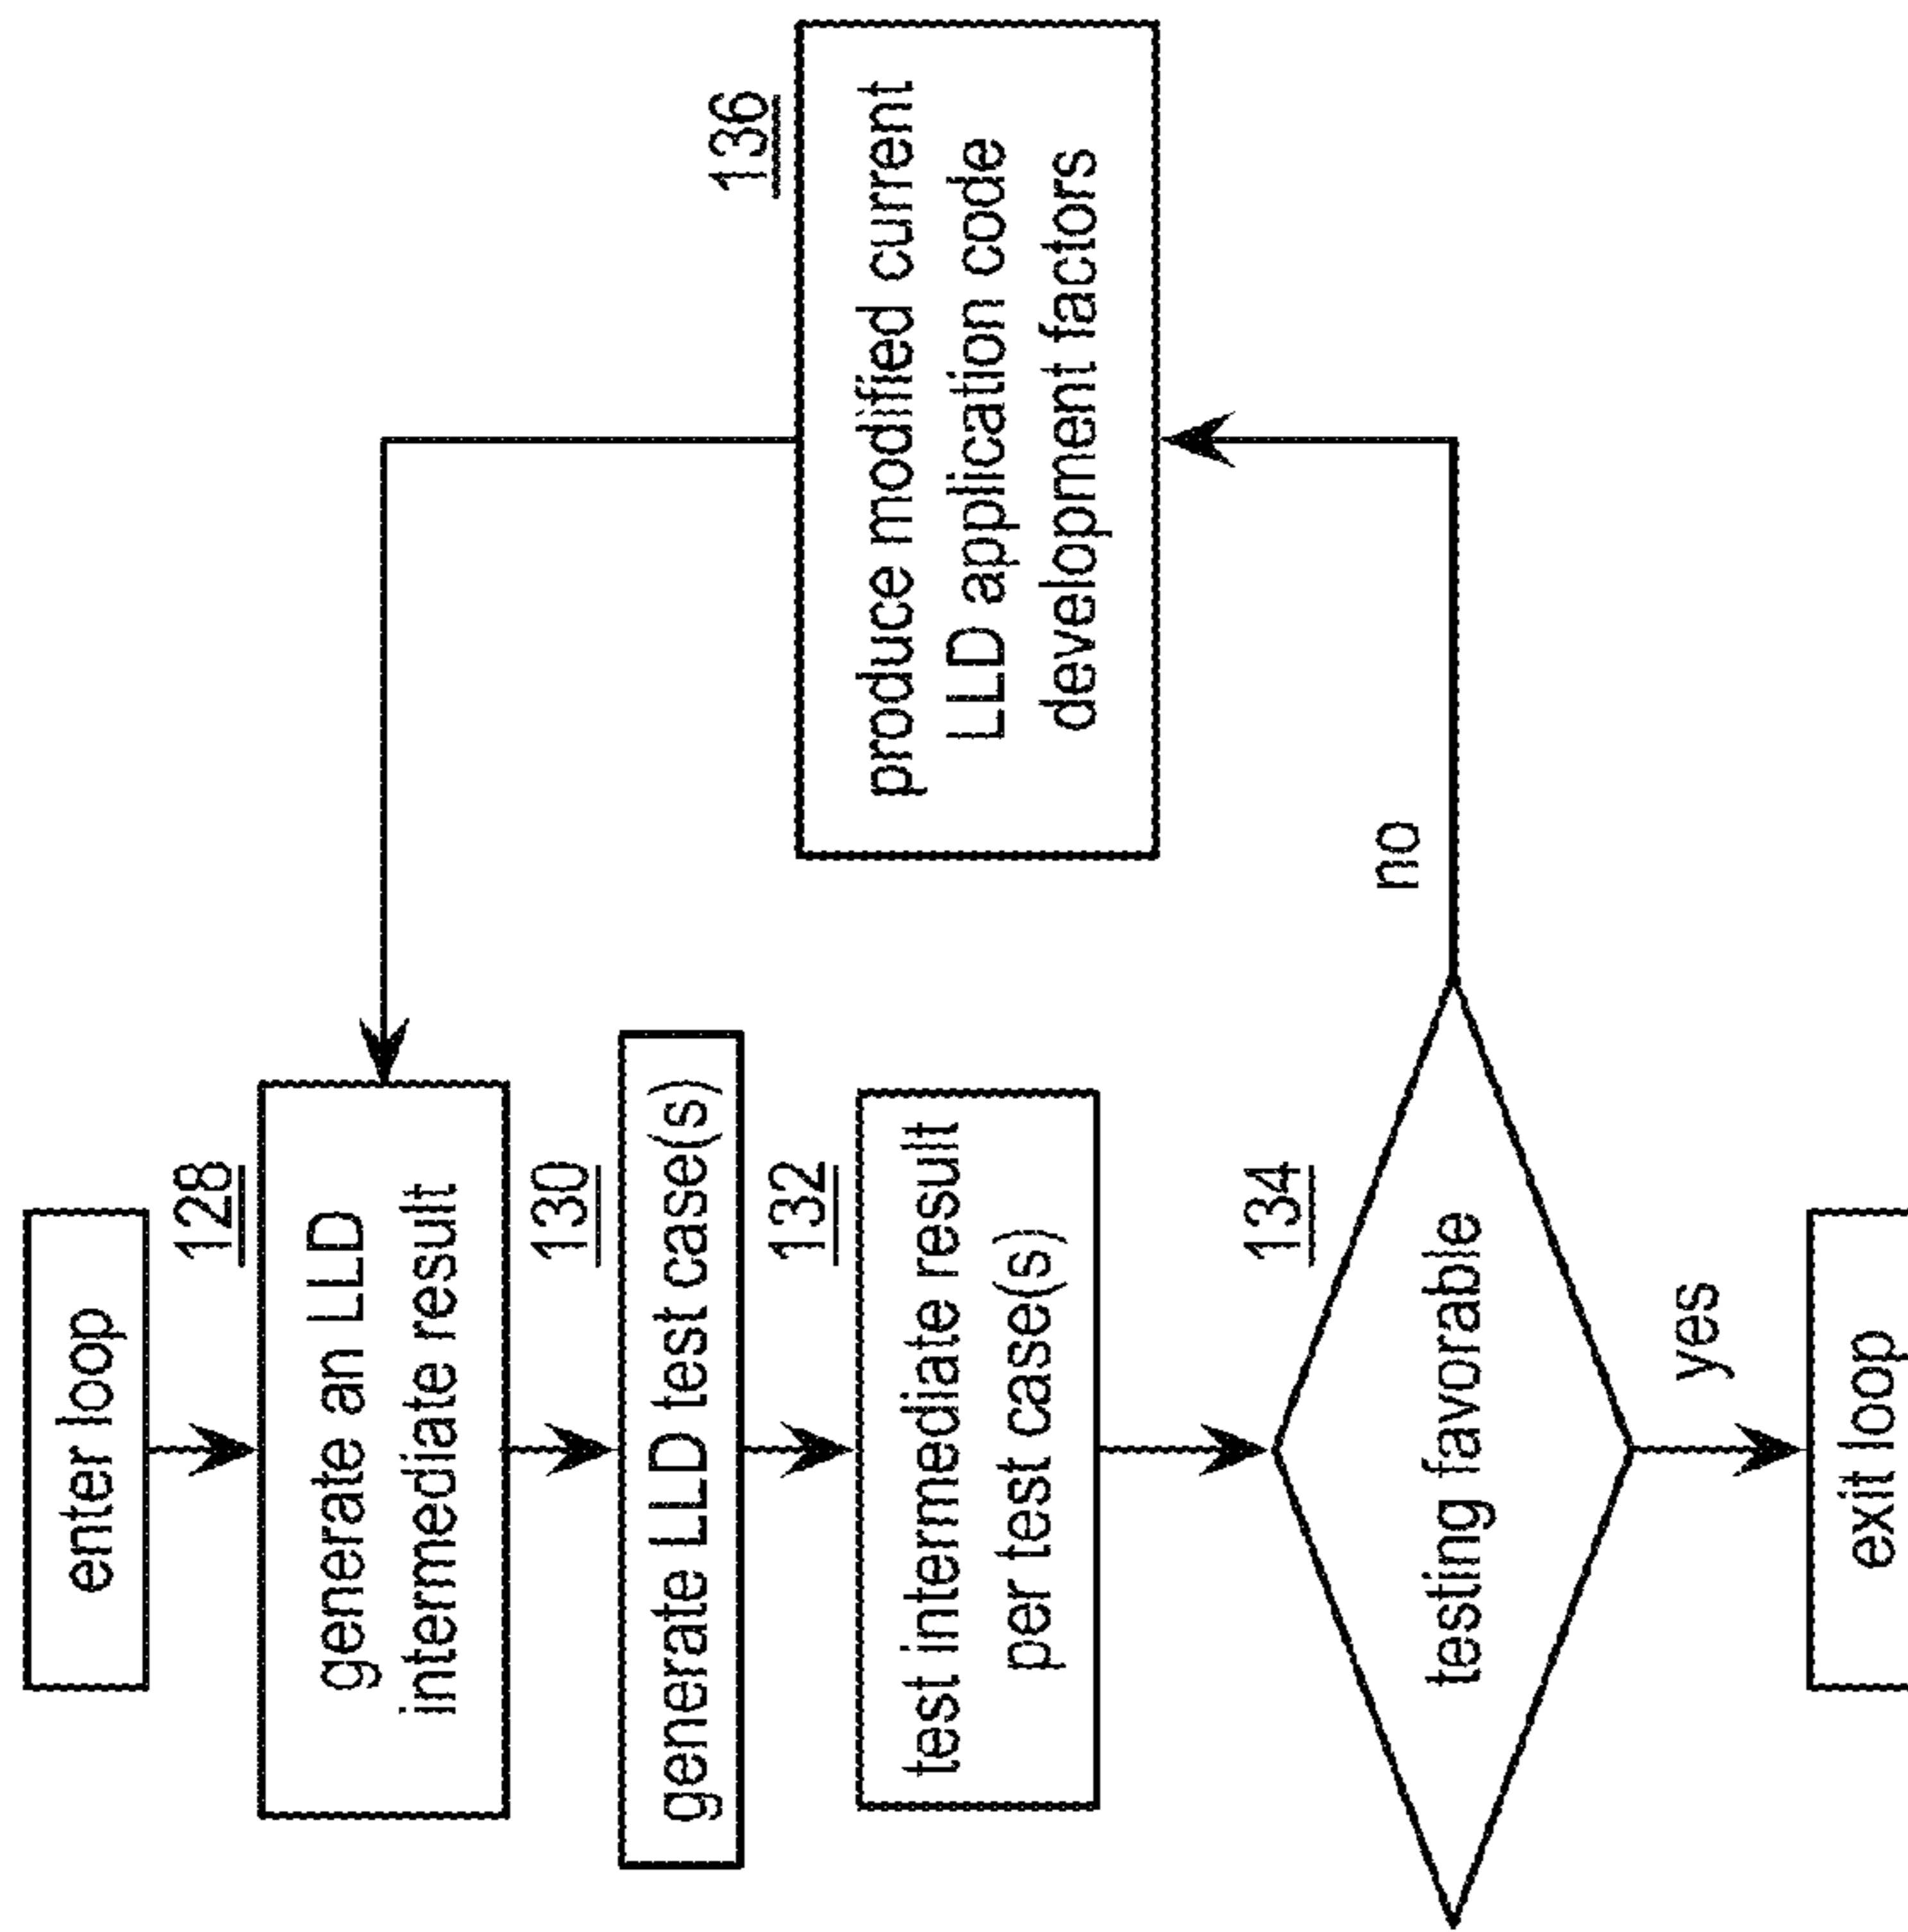 enter loop
128
generate an LLD
intermediate result
130
generate LLD test case(s)
132
test intermediate result
per test case(s)
134
testing favorable
no
yes
exit loop
136
produce modified current
LLD application code
development factors